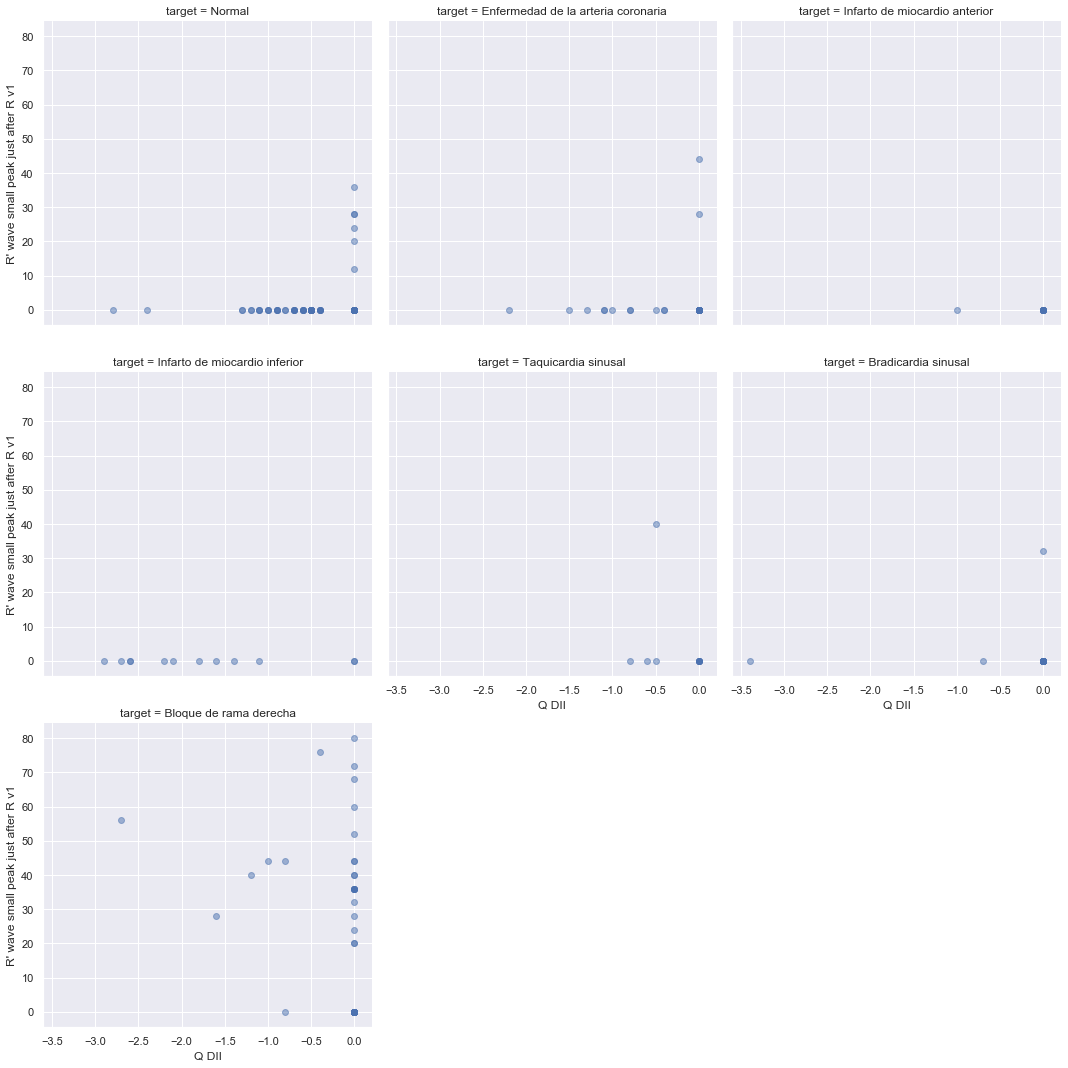 target = Normal
target = Enfermedad de la arteria coronaria
target = Infarto de miocardio anterior
80
70
60
50
40
30
20
10
0
R' wave small peak just after R v1
target = Infarto de miocardio inferior
target = Taquicardia sinusal
target = Bradicardia sinusal
80
70
60
50
40
30
20
10
0
R' wave small peak just after R v1
−3.5 −3.0 −2.5 −2.0 −1.5 −1.0 −0.5 0.0
Q DII
−3.5 −3.0 −2.5 −2.0 −1.5 −1.0 −0.5 0.0
Q DII
target = Bloque de rama derecha
80
70
60
50
40
30
20
10
0
R' wave small peak just after R v1
−3.5 −3.0 −2.5 −2.0 −1.5 −1.0 −0.5 0.0
Q DII